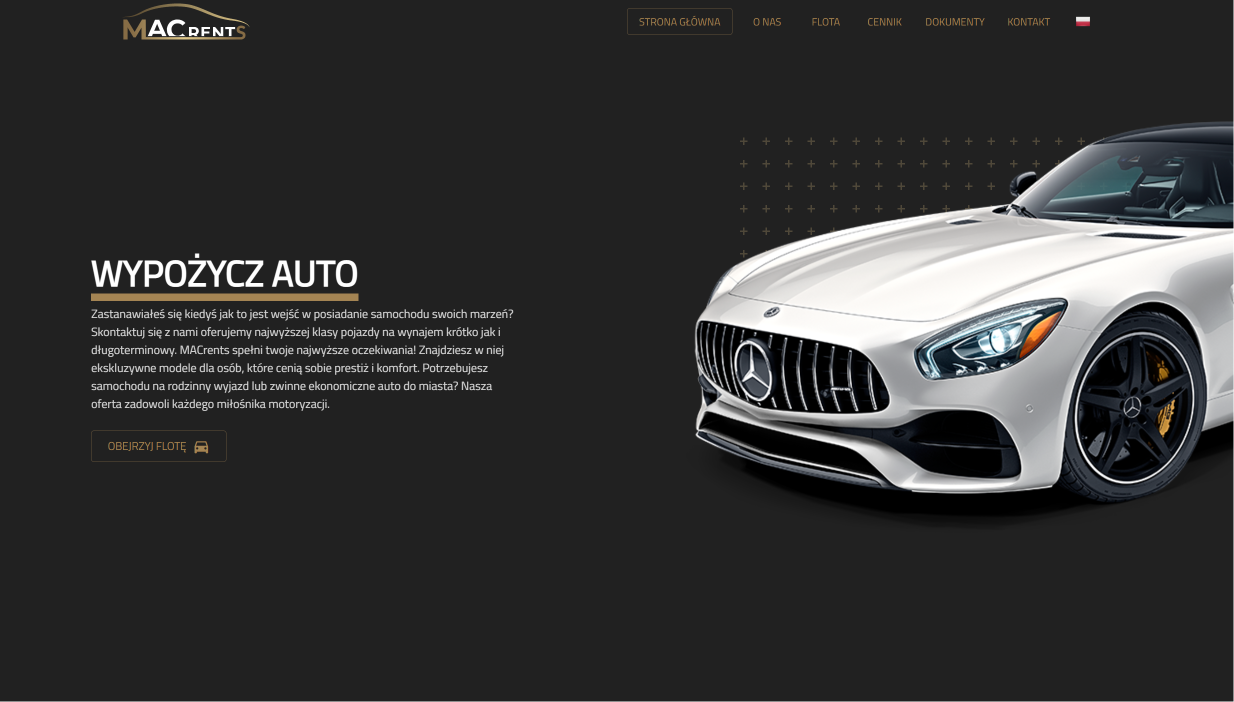 MACRENTS
STRONA GŁÓWNA
O NAS
FLOTA
CENNIK
DOKUMENTY
KONTAKT
WYPOŻYCZ AUTO
Zastanawiałeś się kiedyś jak to jest wejść w posiadanie samochodu swoich marzeń?
Skontaktuj się z nami oferujemy najwyższej klasy pojazdy na wynajem krótko jak i
długoterminowy. MACrents spełni twoje najwyższe oczekiwania! Znajdziesz w niej
ekskluzywne modele dla osób, które cenią sobie prestiż i komfort. Potrzebujesz
samochodu na rodzinny wyjazd lub zwinne ekonomiczne auto do miasta? Nasza
oferta zadowoli każdego miłośnika motoryzacji.
OBEJRZYJ FLOTĘ